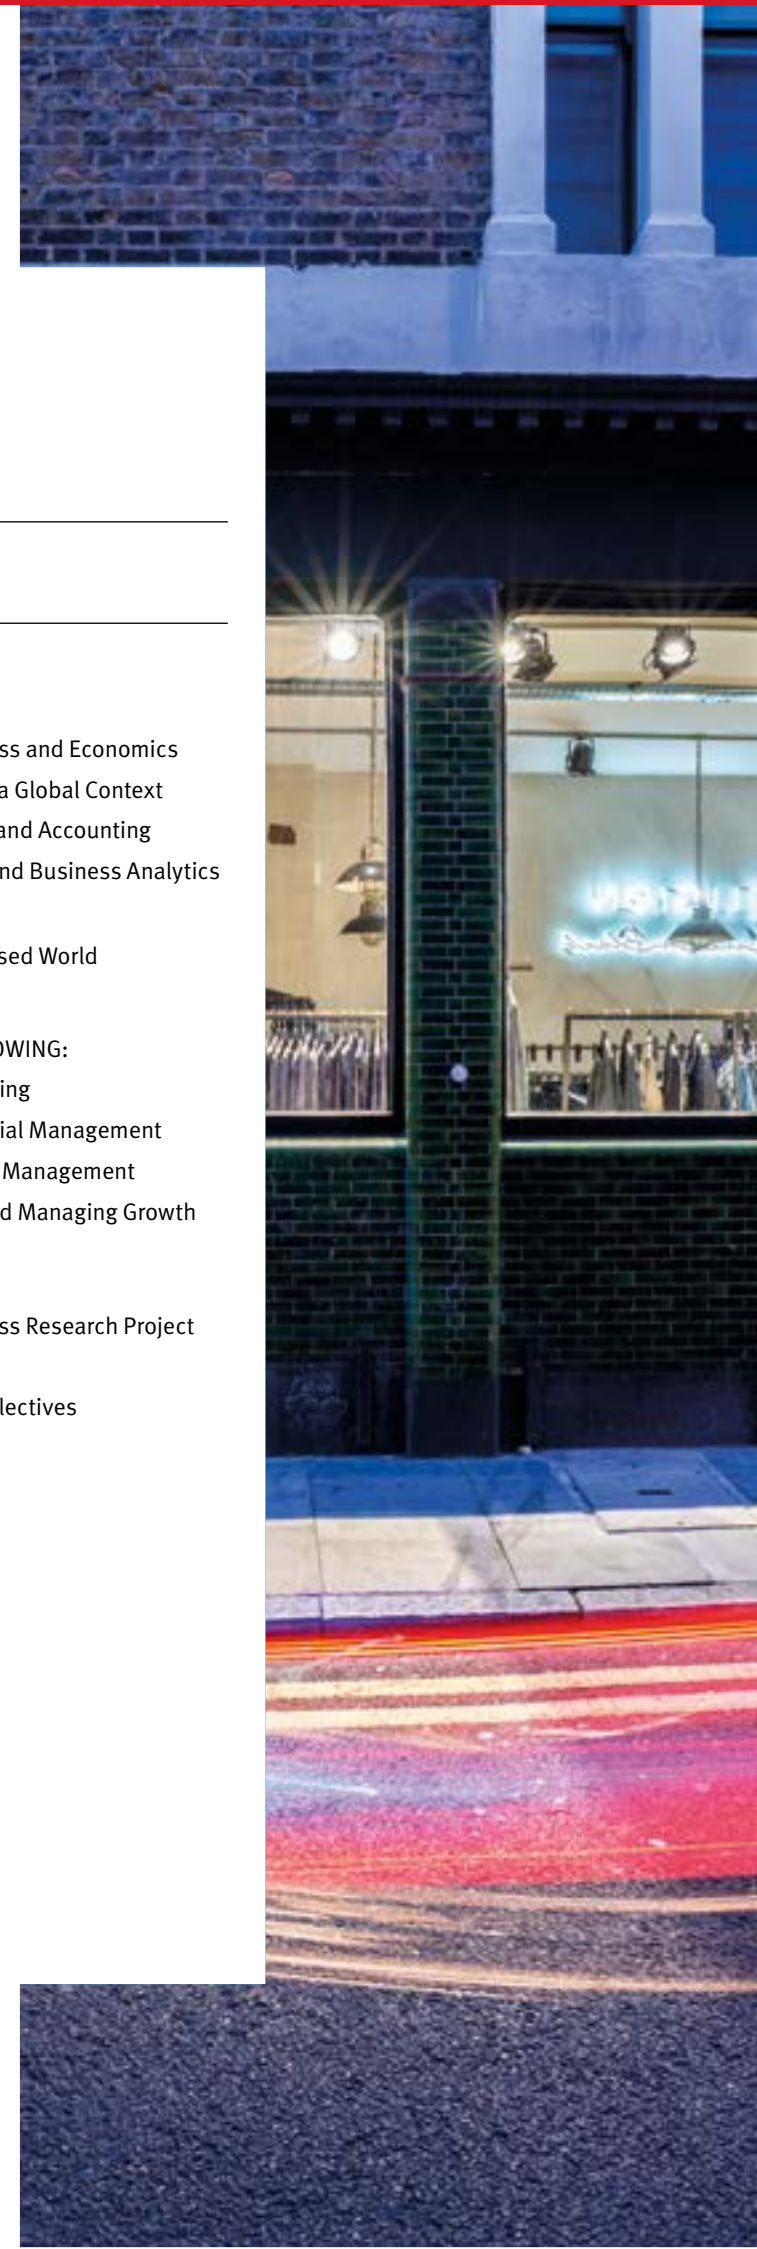 ss and Economics
a Global Context
and Accounting
nd Business Analytics
sed World
OWING:
ing
ial Management
Management
d Managing Growth
ss Research Project
lectives